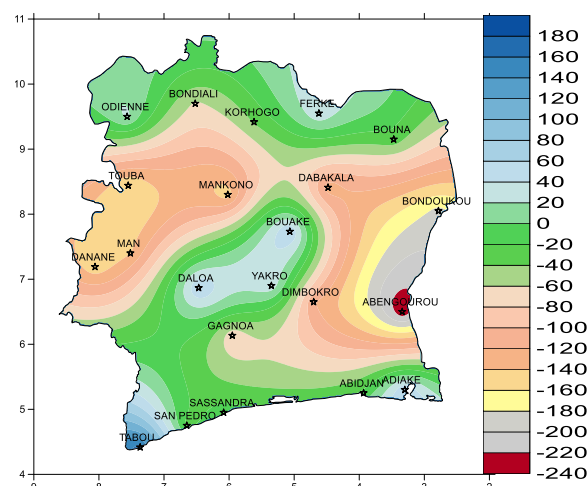 11
10
9
8
7
6
5
4
ODIENNE
BONDIALI
KORHOGO
FERKE
BOUNA
TOUBA
MANKONO
DABAKALA
BONDOUKOU
MAN
DANANE
BOUAKE
DALOA
YAKRO
DIMBOKRO
ABENGOUROU
GAGNOA
ABIDJAN
ADIAKE
SASSANDRA
SAN PEDRO
TABOU
180
160
140
120
100
80
60
40
20
0
-20
-40
-60
-80
-100
-120
-140
-160
-180
-200
-220
-240